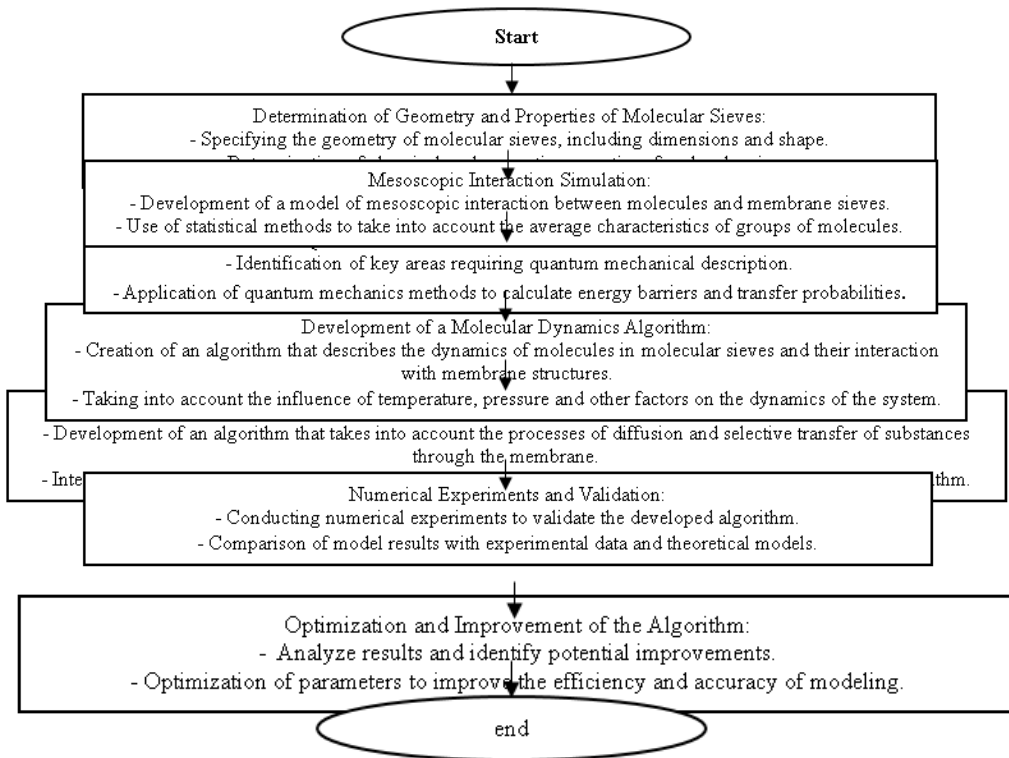 Start
Determination of Geometry and Properties of Molecular Sieves:
- Specifying the geometry of molecular sieves, including dimensions and shape.
Mesoscopic Interaction Simulation:
- Development of a model of mesoscopic interaction between molecules and membrane sieves.
- Use of statistical methods to take into account the average characteristics of groups of molecules.
- Identification of key areas requiring quantum mechanical description.
- Application of quantum mechanics methods to calculate energy barriers and transfer probabilities.
Development of a Molecular Dynamics Algorithm:
- Creation of an algorithm that describes the dynamics of molecules in molecular sieves and their interaction
with membrane structures.
- Taking into account the influence of temperature, pressure and other factors on the dynamics of the system.
- Development of an algorithm that takes into account the processes of diffusion and selective transfer of substances
through the membrane.
Numerical Experiments and Validation:
- Conducting numerical experiments to validate the developed algorithm.
- Comparison of model results with experimental data and theoretical models.
Optimization and Improvement of the Algorithm:
- Analyze results and identify potential improvements.
- Optimization of parameters to improve the efficiency and accuracy of modeling.
end